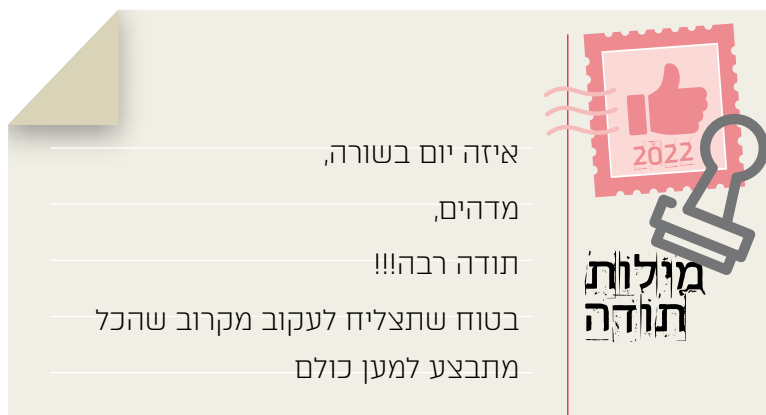 2022
מילות
תודה
איזה יום בשורה,
מדהים,
תודה רבה!!!
בטוח שתצליח לעקוב מקרוב שהכל
מתבצע למען כולם